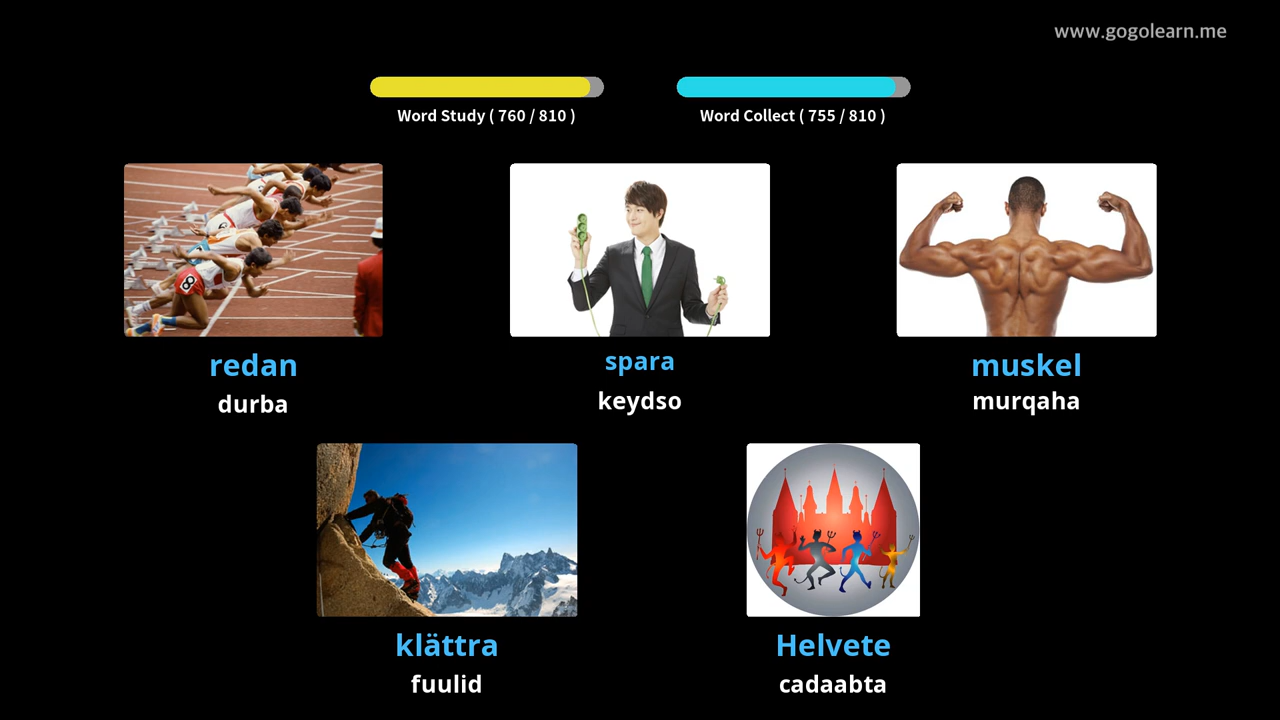 www.gogolearn.me
Word Study ( 760 / 810 )
Word Collect ( 755 / 810 )
8
redan
durba
spara
keydso
muskel
murqaha
klättra
fuulid
Helvete
cadaabta